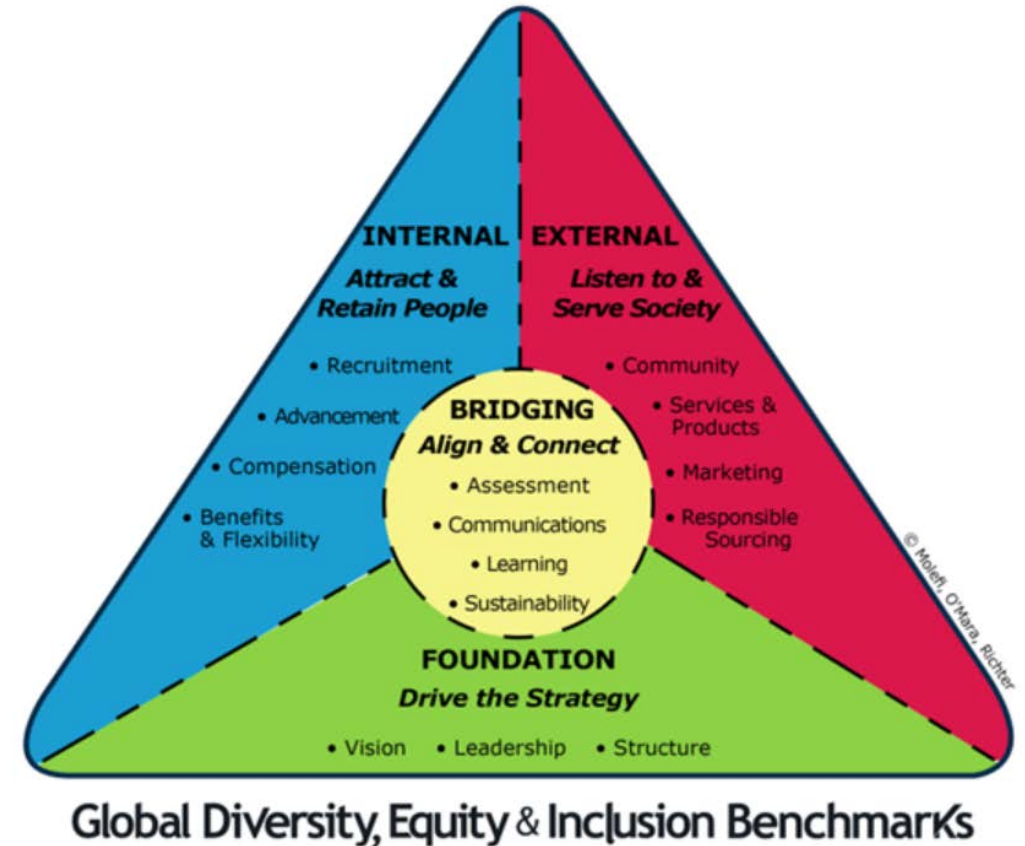 INTERNAL
Attract &
Retain People
• Recruitment
• Advancement
• Compensation
• Benefits
& Flexibility
EXTERNAL
Listen to &
Serve Society
• Community
• Services &
Products
• Marketing
• Responsible
Sourcing
BRIDGING
Align & Connect
• Assessment
• Communications
• Learning
• Sustainability
FOUNDATION
Drive the Strategy
• Vision • Leadership • Structure
© Molefi, O'Mara, Richter
Global Diversity, Equity & Inclusion Benchmarks